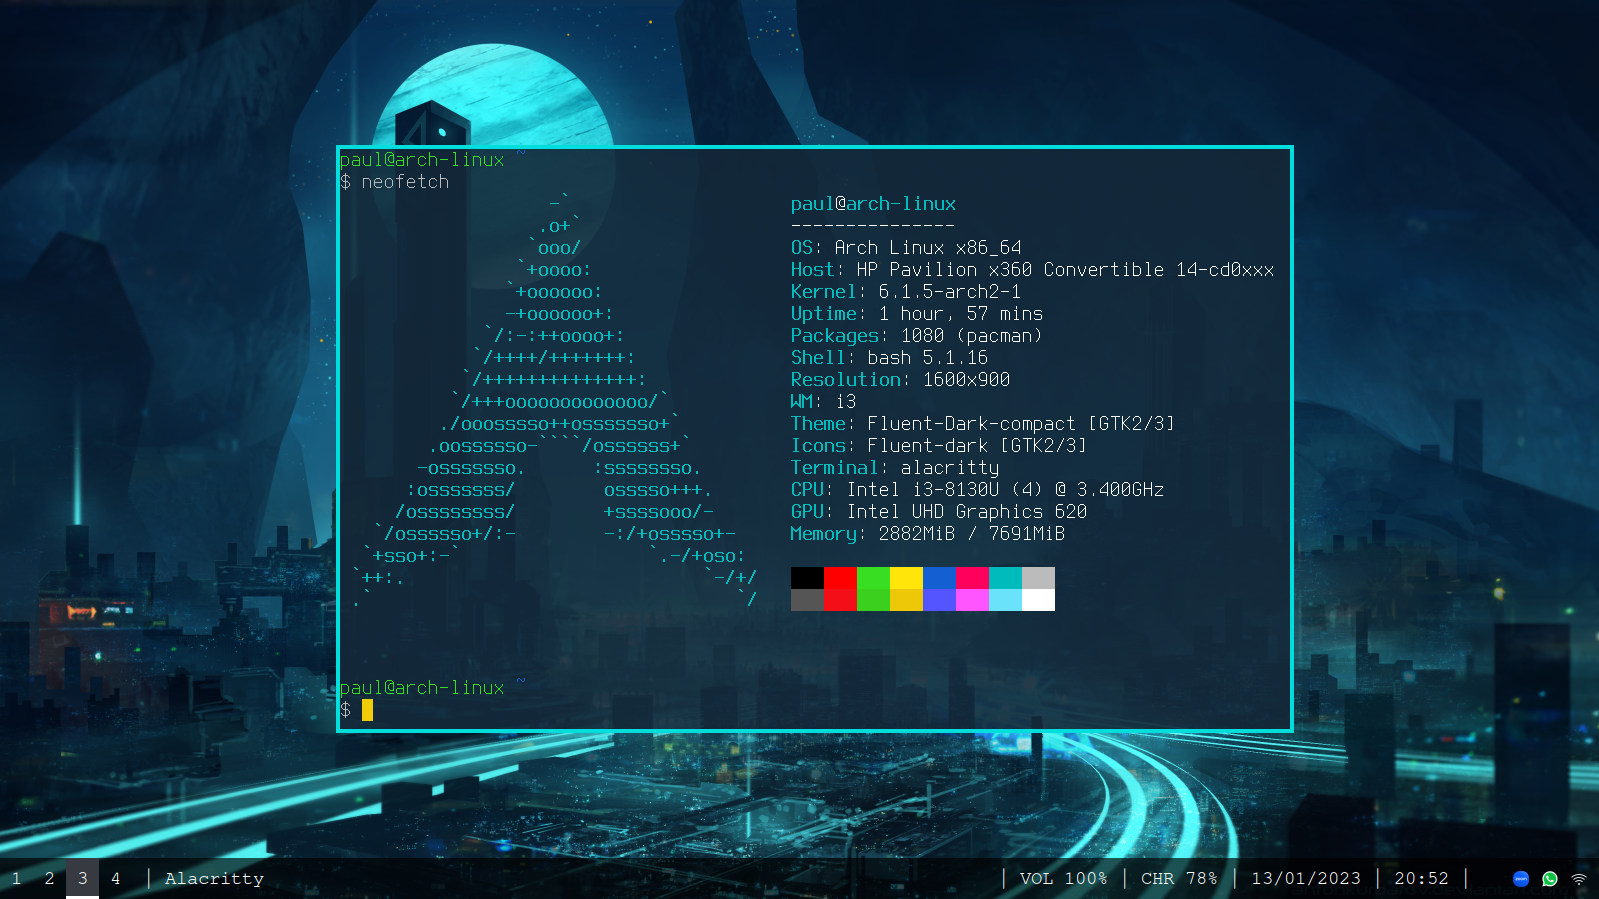 paul@arch-linux ~
$ neofetch
-`
.o+`
`ooo/
`+oooo:
`+oooooo:
-+oooooo+:
`/:-:++oooo+:
`/++++/+++++++:
`/++++++++++++++:
`/+++ooooooooooooo/`
./ooosssso++osssssso+`
.oossssso-````/ossssss+`
-osssssso.      :ssssssso.
:osssssss/        osssso+++.
/ossssssss/        +ssssooo/-
`/ossssso+/:-        -:/+osssso+-
`+sso+:-`                 `.-/+oso:
`++:.                           `-/+/
.`                                 `/
paul@arch-linux
---------------
OS: Arch Linux x86_64
Host: HP Pavilion x360 Convertible 14-cd0xxx
Kernel: 6.1.5-arch2-1
Uptime: 1 hour, 57 mins
Packages: 1080 (pacman)
Shell: bash 5.1.16
Resolution: 1600x900
WM: i3
Theme: Fluent-Dark-compact [GTK2/3]
Icons: Fluent-dark [GTK2/3]
Terminal: alacritty
CPU: Intel i3-8130U (4) @ 3.400GHz
GPU: Intel UHD Graphics 620
Memory: 2882MiB / 7691MiB
paul@arch-linux ~
$
1 2 3 4 | Alacritty | VOL 100% | CHR 78% | 13/01/2023 | 20:52 |